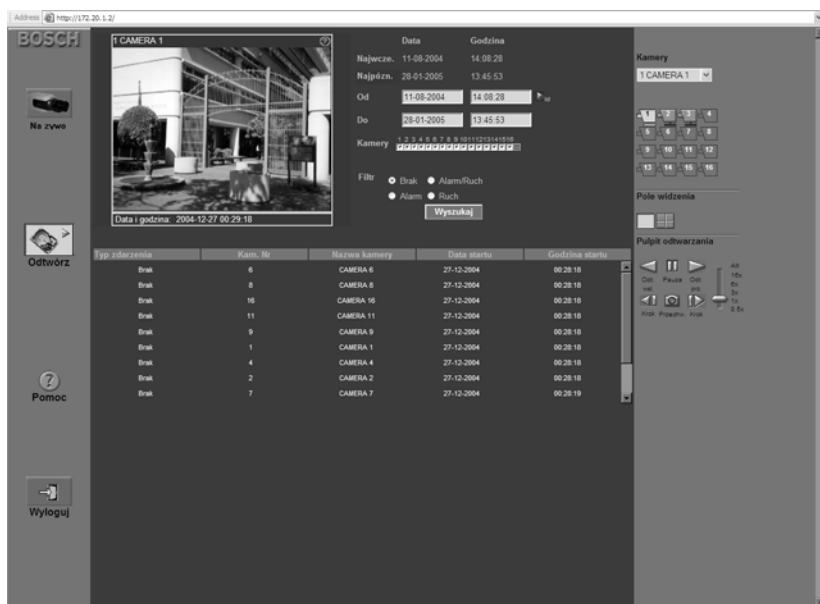 Address http://172.20.1.2/
BOSCH
Na zywo
Odtwórz
Pomoc
Wyloguj
1 CAMERA 1
Data i godzina: 2004-12-27 00:29:18
Data Godzina
Najwcze. 11-08-2004 14:08:28
Najpózn. 28-01-2005 13:45:53
Od 11-08-2004 14:08:28
Do 28-01-2005 13:45:53
1 2 3 4 5 6 7 8 9 10 11 12 13 14 15 16
Kamery
Filtr Brak Alarm/Ruch
Alarm Ruch
Wyszukaj
Typ zdarzenia Kam. Nr Nazwa kamery Data startu Godzina startu
Brak 6 CAMERA 6 27-12-2004 00:28:18
Brak 8 CAMERA 8 27-12-2004 00:28:18
Brak 16 CAMERA 16 27-12-2004 00:28:18
Brak 11 CAMERA 11 27-12-2004 00:28:18
Brak 9 CAMERA 9 27-12-2004 00:28:18
Brak 1 CAMERA 1 27-12-2004 00:28:18
Brak 4 CAMERA 4 27-12-2004 00:28:18
Brak 2 CAMERA 2 27-12-2004 00:28:18
Brak 7 CAMERA 7 27-12-2004 00:28:19
Kamery
1 CAMERA 1
1 2 3 4
5 6 7 8
9 10 11 12
13 14 15 16
Pole widzenia
Pulpit odtwarzania
Odt. Pauza Odt.
Krok Przechw. Krok
All
16x
6x
3x
1x
0.5x